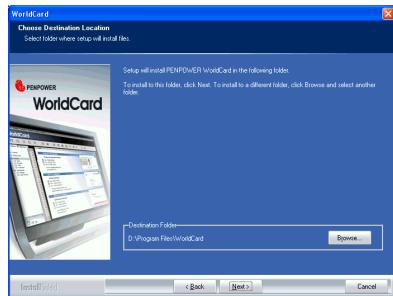 WorldCard
Choose Destination Location
Select folder where setup will install files.
Setup will install PENPOWER WorldCard in the following folder.
To install to this folder, click Next. To install to a different folder, click Browse and select another
folder.
PENPOWER
WorldCard
Destination Folder
D:\Program Files\WorldCard
Browse...
InstallShield
< Back
Next >
Cancel